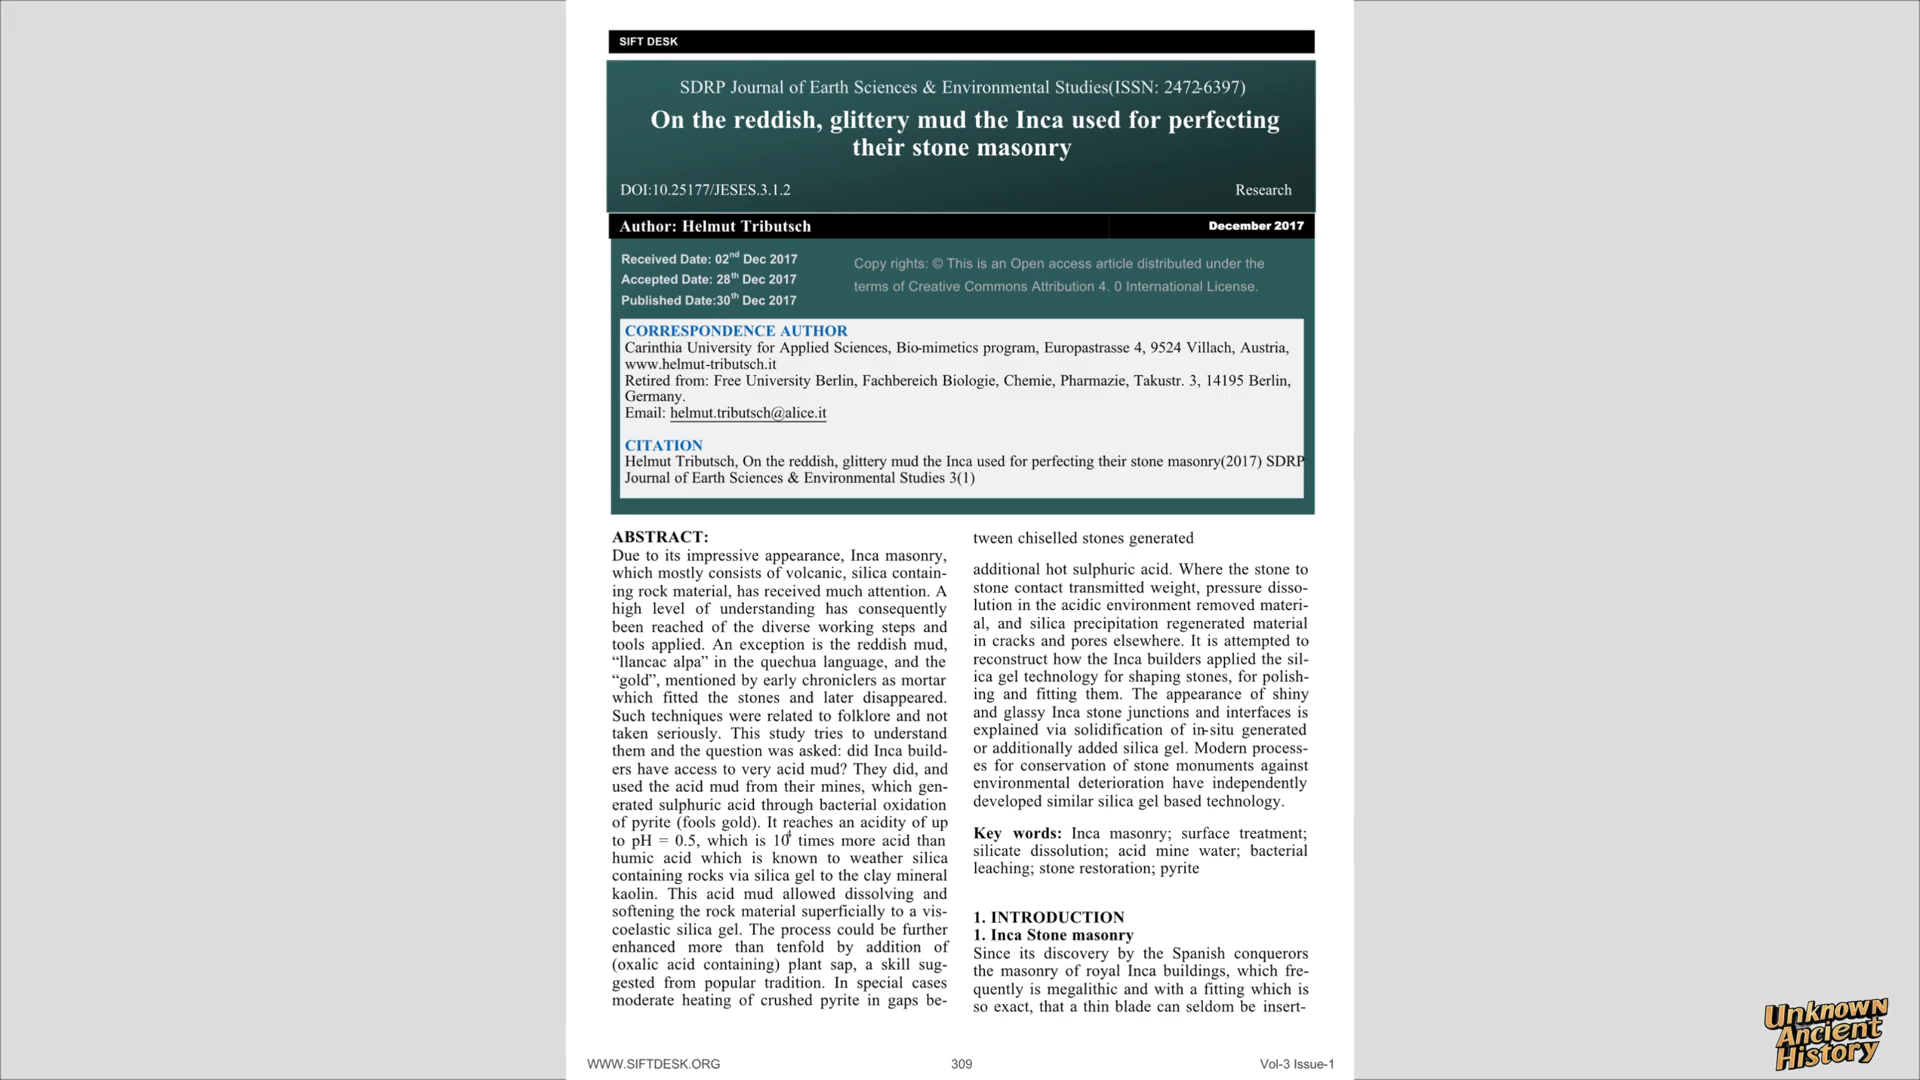 SIFT DESK
SDRP Journal of Earth Sciences & Environmental Studies(ISSN: 2472-6397)
On the reddish, glittery mud the Inca used for perfecting
their stone masonry
DOI:10.25177/JESES.3.1.2
Research
Author: Helmut Tributsch
December 2017
Received Date: 02nd Dec 2017
Accepted Date: 28th Dec 2017
Published Date:30th Dec 2017
Copy rights: © This is an Open access article distributed under the
terms of Creative Commons Attribution 4. 0 International License.
CORRESPONDENCE AUTHOR
Carinthia University for Applied Sciences, Bio-mimetics program, Europastrasse 4, 9524 Villach, Austria,
www.helmut-tributsch.it
Retired from: Free University Berlin, Fachbereich Biologie, Chemie, Pharmazie, Takustr. 3, 14195 Berlin,
Germany.
Email: helmut.tributsch@alice.it
CITATION
Helmut Tributsch, On the reddish, glittery mud the Inca used for perfecting their stone masonry(2017) SDRP
Journal of Earth Sciences & Environmental Studies 3(1)
ABSTRACT:
Due to its impressive appearance, Inca masonry,
which mostly consists of volcanic, silica contain-
ing rock material, has received much attention. A
high level of understanding has consequently
been reached of the diverse working steps and
tools applied. An exception is the reddish mud,
“llancac alpa” in the quechua language, and the
“gold”, mentioned by early chroniclers as mortar
which fitted the stones and later disappeared.
Such techniques were related to folklore and not
taken seriously. This study tries to understand
them and the question was asked: did Inca build-
ers have access to very acid mud? They did, and
used the acid mud from their mines, which gen-
erated sulphuric acid through bacterial oxidation
of pyrite (fools gold). It reaches an acidity of up
to pH = 0.5, which is 10⁴ times more acid than
humic acid which is known to weather silica
containing rocks via silica gel to the clay mineral
kaolin. This acid mud allowed dissolving and
softening the rock material superficially to a vis-
coelastic silica gel. The process could be further
enhanced more than tenfold by addition of
(oxalic acid containing) plant sap, a skill sug-
gested from popular tradition. In special cases
moderate heating of crushed pyrite in gaps be-
tween chiselled stones generated
additional hot sulphuric acid. Where the stone to
stone contact transmitted weight, pressure disso-
lution in the acidic environment removed materi-
al, and silica precipitation regenerated material
in cracks and pores elsewhere. It is attempted to
reconstruct how the Inca builders applied the sil-
ica gel technology for shaping stones, for polish-
ing and fitting them. The appearance of shiny
and glassy Inca stone junctions and interfaces is
explained via solidification of in-situ generated
or additionally added silica gel. Modern process-
es for conservation of stone monuments against
environmental deterioration have independently
developed similar silica gel based technology.
Key words: Inca masonry; surface treatment;
silicate dissolution; acid mine water; bacterial
leaching; stone restoration; pyrite
1. INTRODUCTION
1. Inca Stone masonry
Since its discovery by the Spanish conquerors
the masonry of royal Inca buildings, which fre-
quently is megalithic and with a fitting which is
so exact, that a thin blade can seldom be insert-
WWW.SIFTDESK.ORG
309
Vol-3 Issue-1
Unknown
Ancient
History